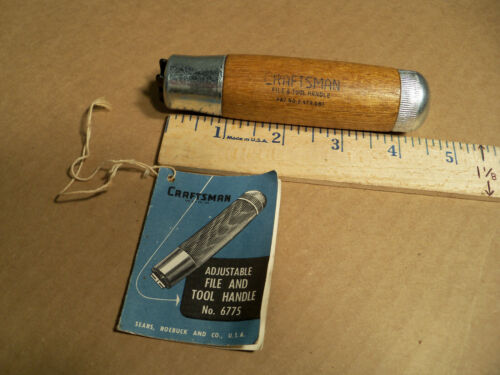 CRAFTSMAN
FILE & TOOL HANDLE
1 2 3 4 5
MADE IN U.S.A.
1 1/8
CRAFTSMAN
ADJUSTABLE
FILE AND
TOOL HANDLE
No. 6775
SEARS, ROEBUCK AND CO., U.S.A.